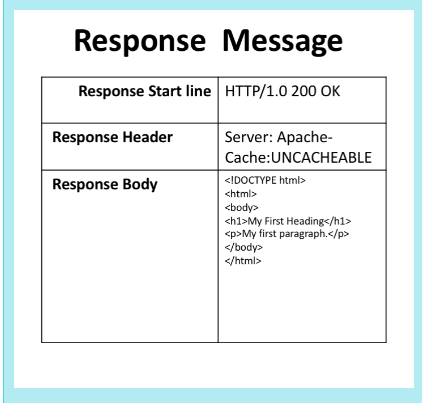 Response Message
Response Start line HTTP/1.0 200 OK
Response Header Server: Apache-
Cache:UNCACHEABLE
Response Body <!DOCTYPE html>
<html>
<body>
<h1>My First Heading</h1>
<p>My first paragraph.</p>
</body>
</html>